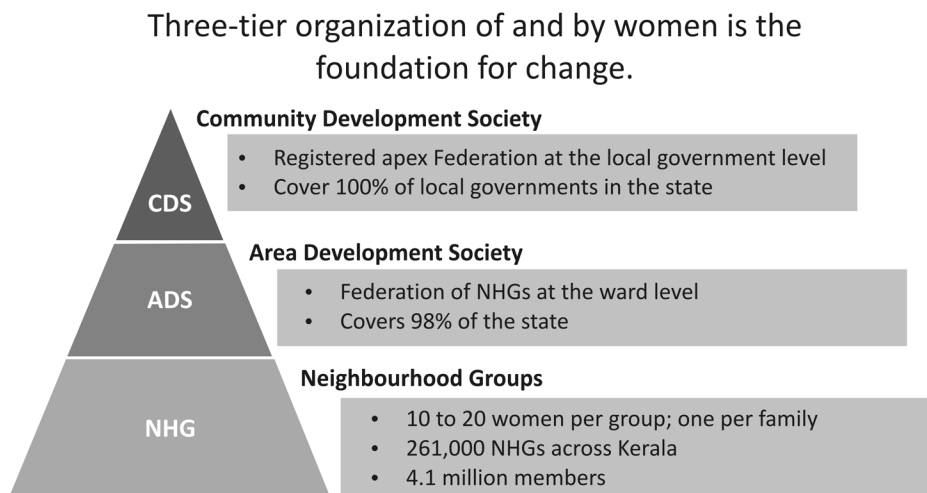 Three-tier organization of and by women is the
foundation for change.
Community Development Society
• Registered apex Federation at the local government level
• Cover 100% of local governments in the state
CDS
Area Development Society
• Federation of NHGs at the ward level
• Covers 98% of the state
ADS
Neighbourhood Groups
• 10 to 20 women per group; one per family
• 261,000 NHGs across Kerala
• 4.1 million members
NHG